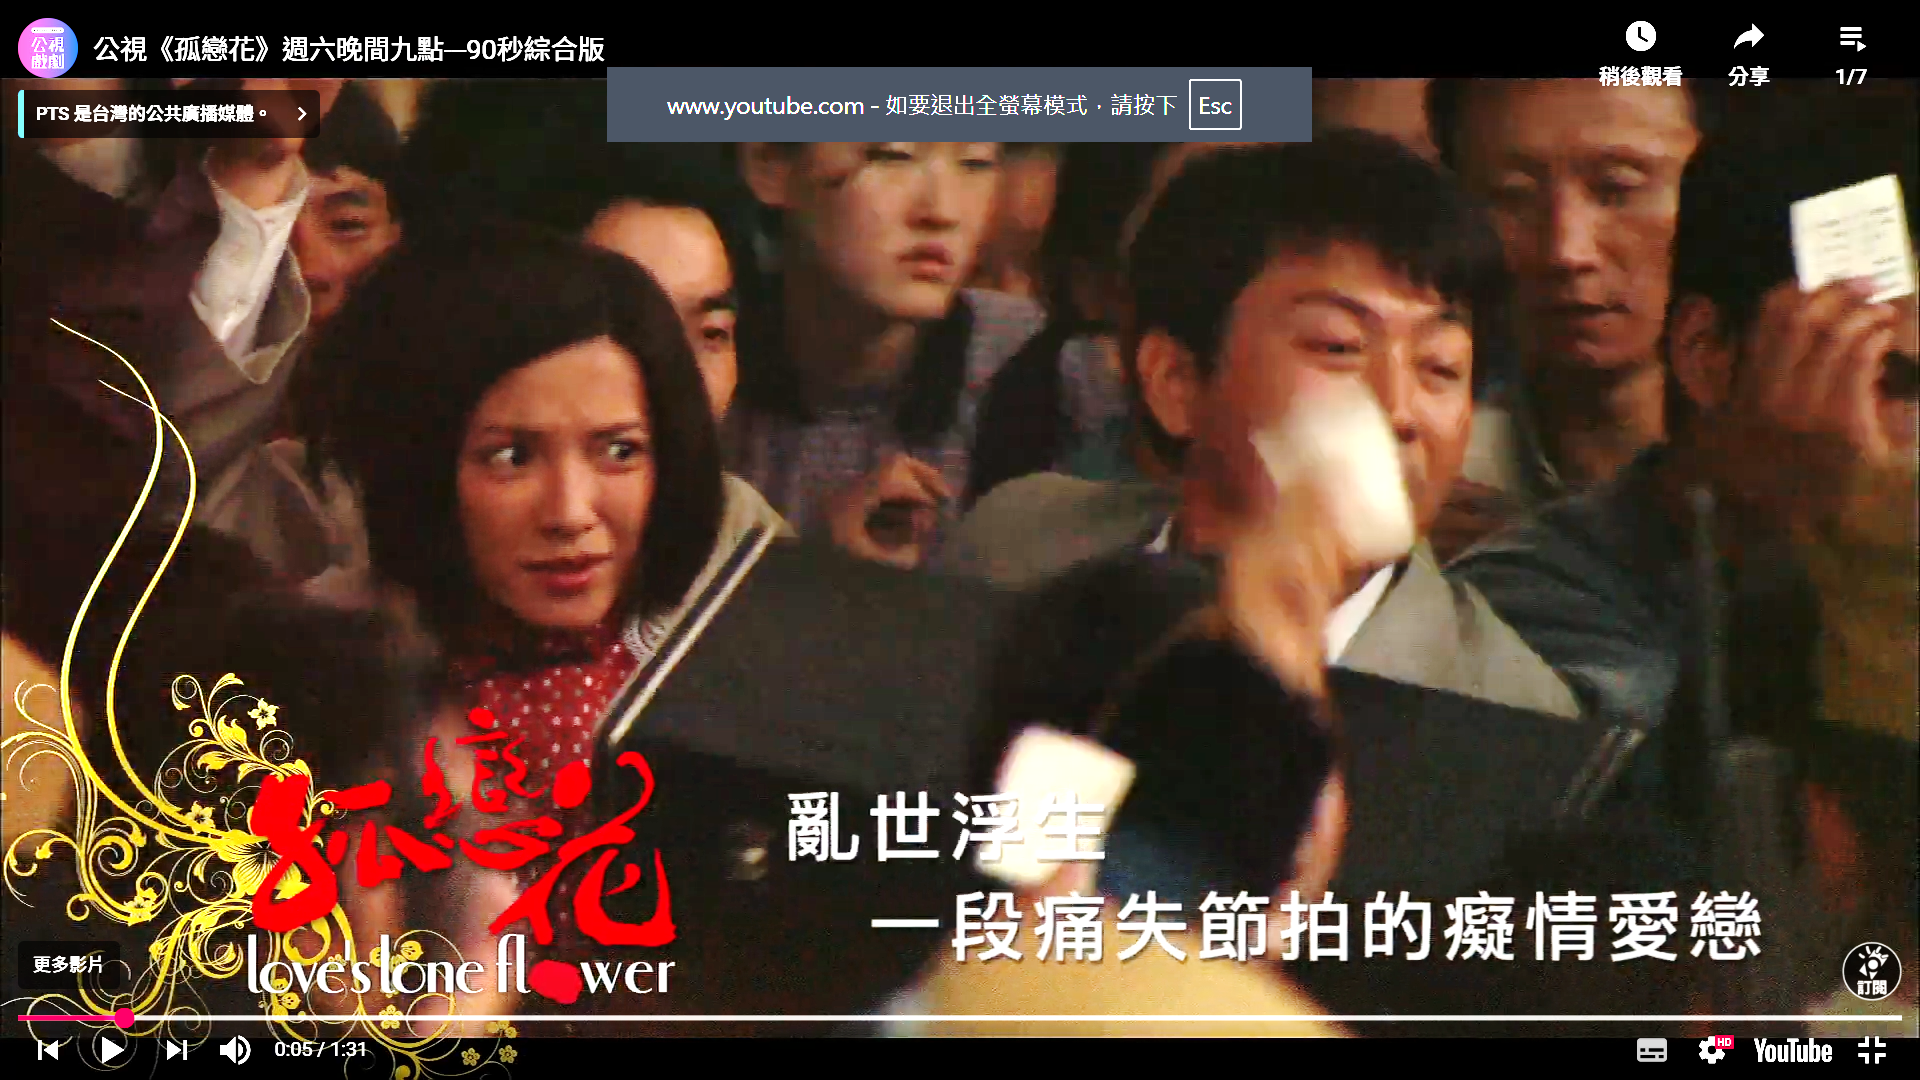 公視
戲劇
公視《孤戀花》週六晚間九點—90秒綜合版
稍後觀看
分享
1/7
www.youtube.com – 如要退出全螢幕模式，請按下 Esc
PTS 是台灣的公共廣播媒體。
孤戀花
love's lone flower
亂世浮生
一段痛失節拍的癡情愛戀
更多影片
訂閱
0:05 / 1:31
HD
YouTube